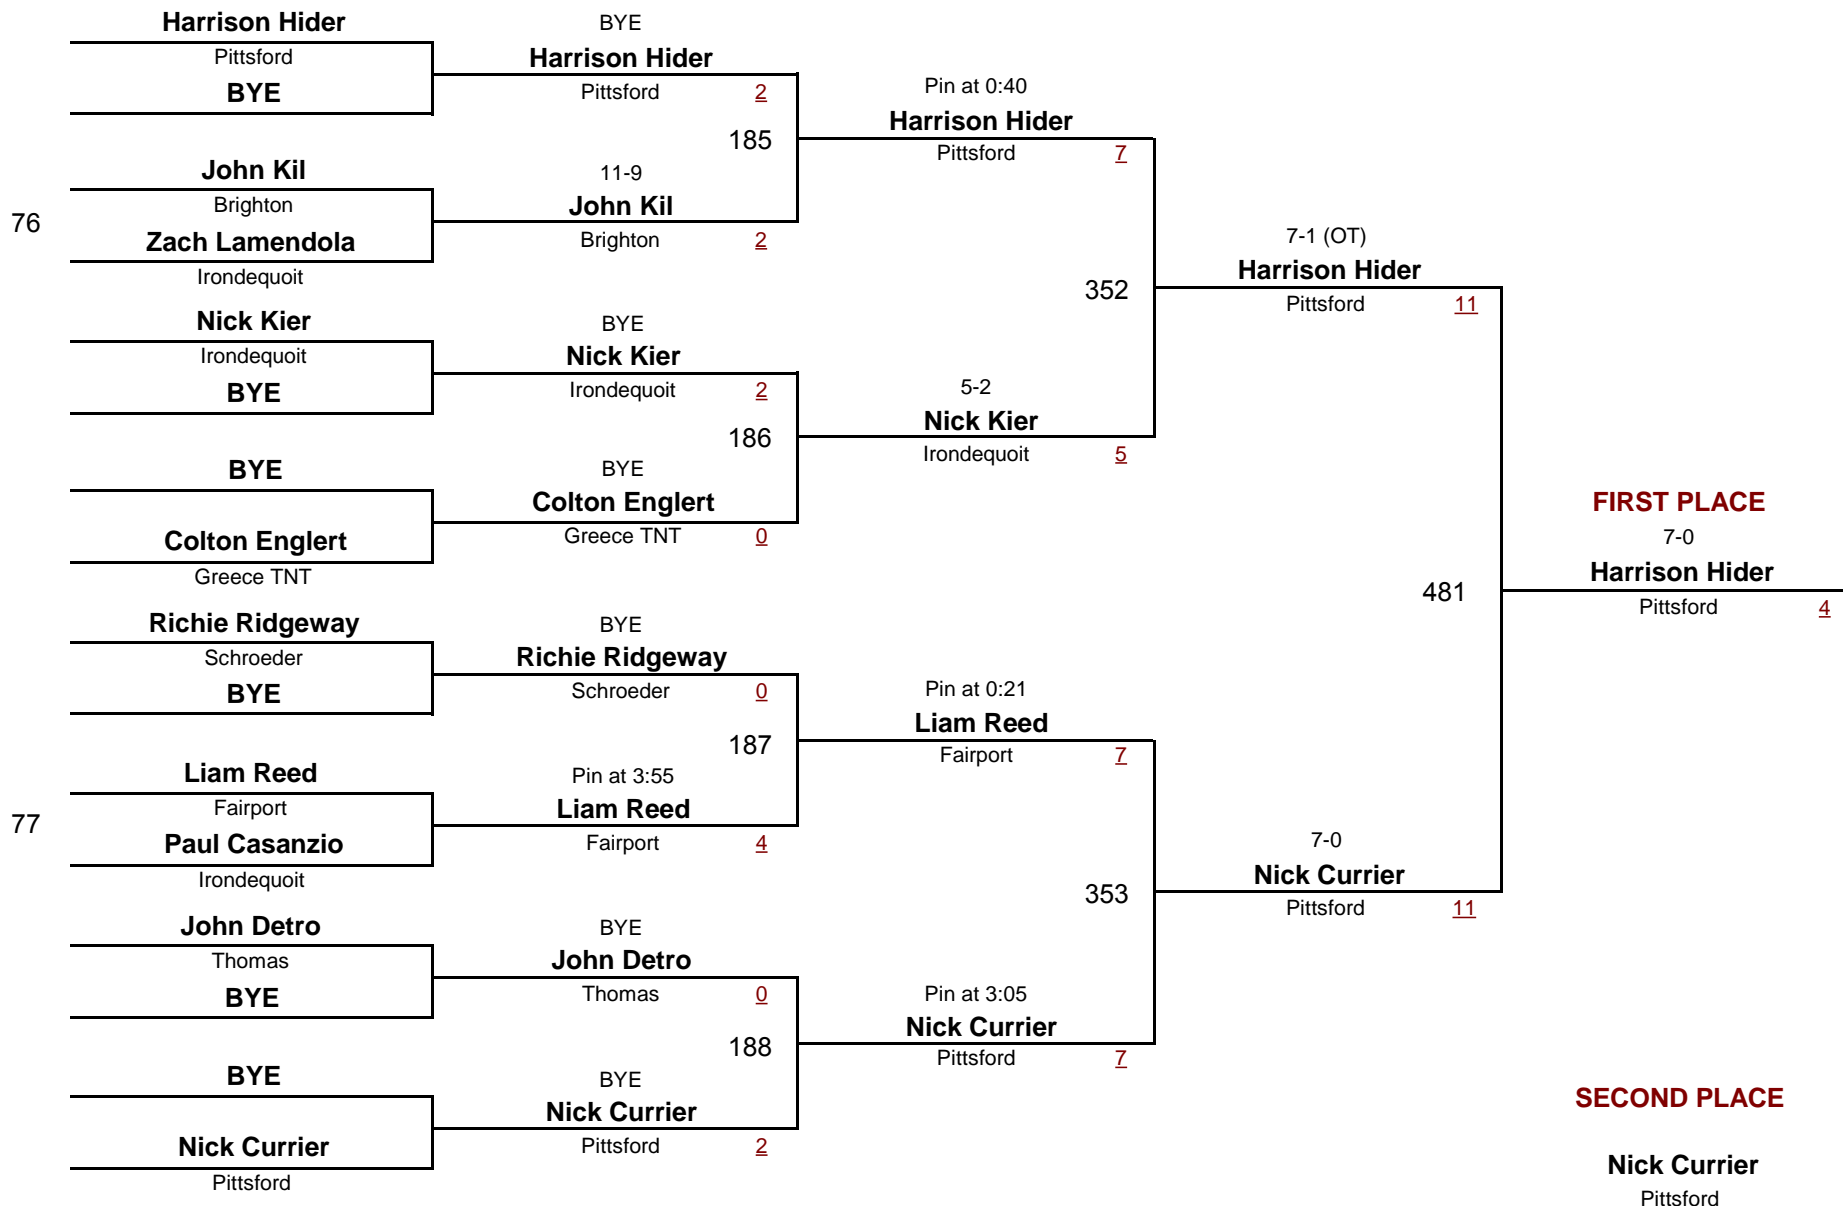 Harrison Hider
Pittsford
BYE
76
John Kil
Brighton
Zach Lamendola
Irondequoit
Nick Kier
Irondequoit
BYE
BYE
Colton Englert
Greece TNT
Richie Ridgeway
Schroeder
BYE
77
Liam Reed
Fairport
Paul Casanzio
Irondequoit
John Detro
Thomas
BYE
BYE
Nick Currier
Pittsford
BYE
Harrison Hider
Pittsford 2
185
11-9
John Kil
Brighton 2
BYE
Nick Kier
Irondequoit 2
186
BYE
Colton Englert
Greece TNT 0
BYE
Richie Ridgeway
Schroeder 0
187
Pin at 3:55
Liam Reed
Fairport 4
BYE
John Detro
Thomas 0
188
BYE
Nick Currier
Pittsford 2
Pin at 0:40
Harrison Hider
Pittsford 7
352
5-2
Nick Kier
Irondequoit 5
Pin at 0:21
Liam Reed
Fairport 7
353
Pin at 3:05
Nick Currier
Pittsford 7
7-1 (OT)
Harrison Hider
Pittsford 11
481
7-0
Nick Currier
Pittsford 11
FIRST PLACE
7-0
Harrison Hider
Pittsford 4
SECOND PLACE
Nick Currier
Pittsford